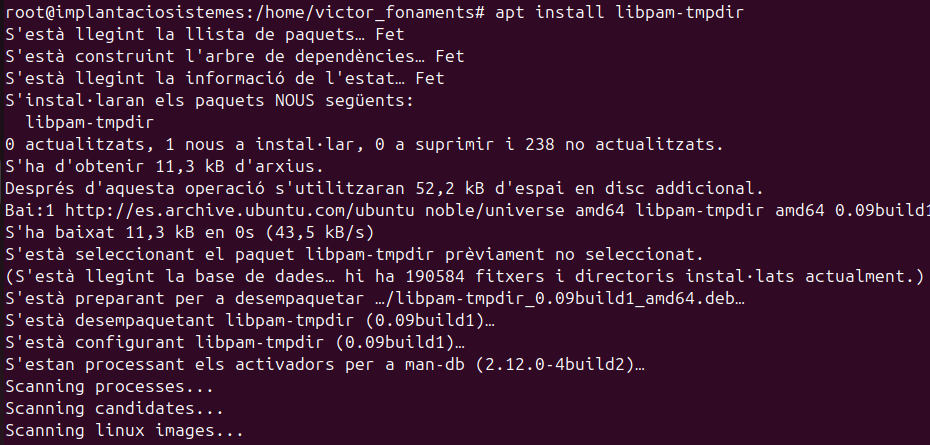 root@implantaciosistemes:/home/victor_fonaments# apt install libpam-tmpdir
S'està llegint la llista de paquets… Fet
S'està construint l'arbre de dependències… Fet
S'està llegint la informació de l'estat… Fet
S'instal·laran els paquets NOUS següents:
  libpam-tmpdir
0 actualitzats, 1 nous a instal·lar, 0 a suprimir i 238 no actualitzats.
S'ha d'obtenir 11,3 kB d'arxius.
Després d'aquesta operació s'utilitzaran 52,2 kB d'espai en disc addicional.
Bai:1 http://es.archive.ubuntu.com/ubuntu noble/universe amd64 libpam-tmpdir amd64 0.09build1
S'ha baixat 11,3 kB en 0s (43,5 kB/s)
S'està seleccionant el paquet libpam-tmpdir prèviament no seleccionat.
(S'està llegint la base de dades… hi ha 190584 fitxers i directoris instal·lats actualment.)
S'està preparant per a desempaquetar …/libpam-tmpdir_0.09build1_amd64.deb…
S'està desempaquetant libpam-tmpdir (0.09build1)…
S'està configurant libpam-tmpdir (0.09build1)…
S'estan processant els activadors per a man-db (2.12.0-4build2)…
Scanning processes...
Scanning candidates...
Scanning linux images...